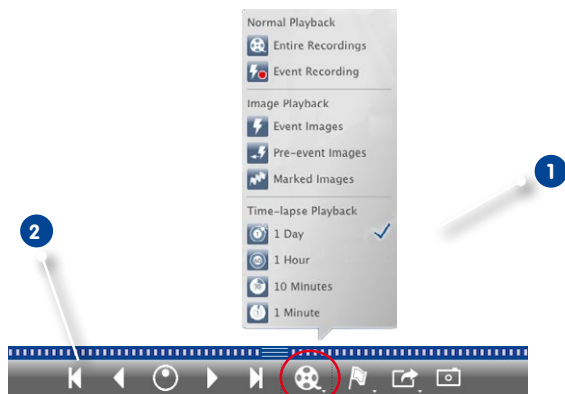 Normal Playback
Entire Recordings
Event Recording
Image Playback
Event Images
Pre-event Images
Marked Images
Time-lapse Playback
1 Day
1 Hour
10 Minutes
1 Minute
1
2